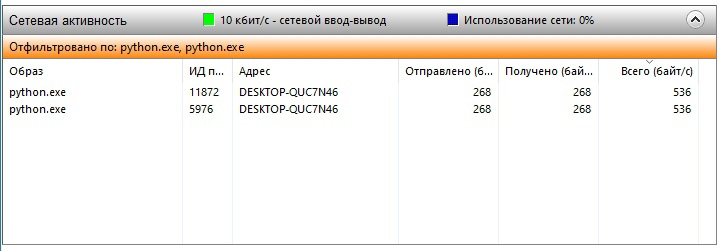 Сетевая активность 10 кбит/с - сетевой ввод-вывод Использование сети: 0%
Отфильтровано по: python.exe, python.exe
Образ ИД п... Адрес Отправлено (б... Получено (бай... Всего (байт/с)
python.exe 11872 DESKTOP-QUC7N46 268 268 536
python.exe 5976 DESKTOP-QUC7N46 268 268 536